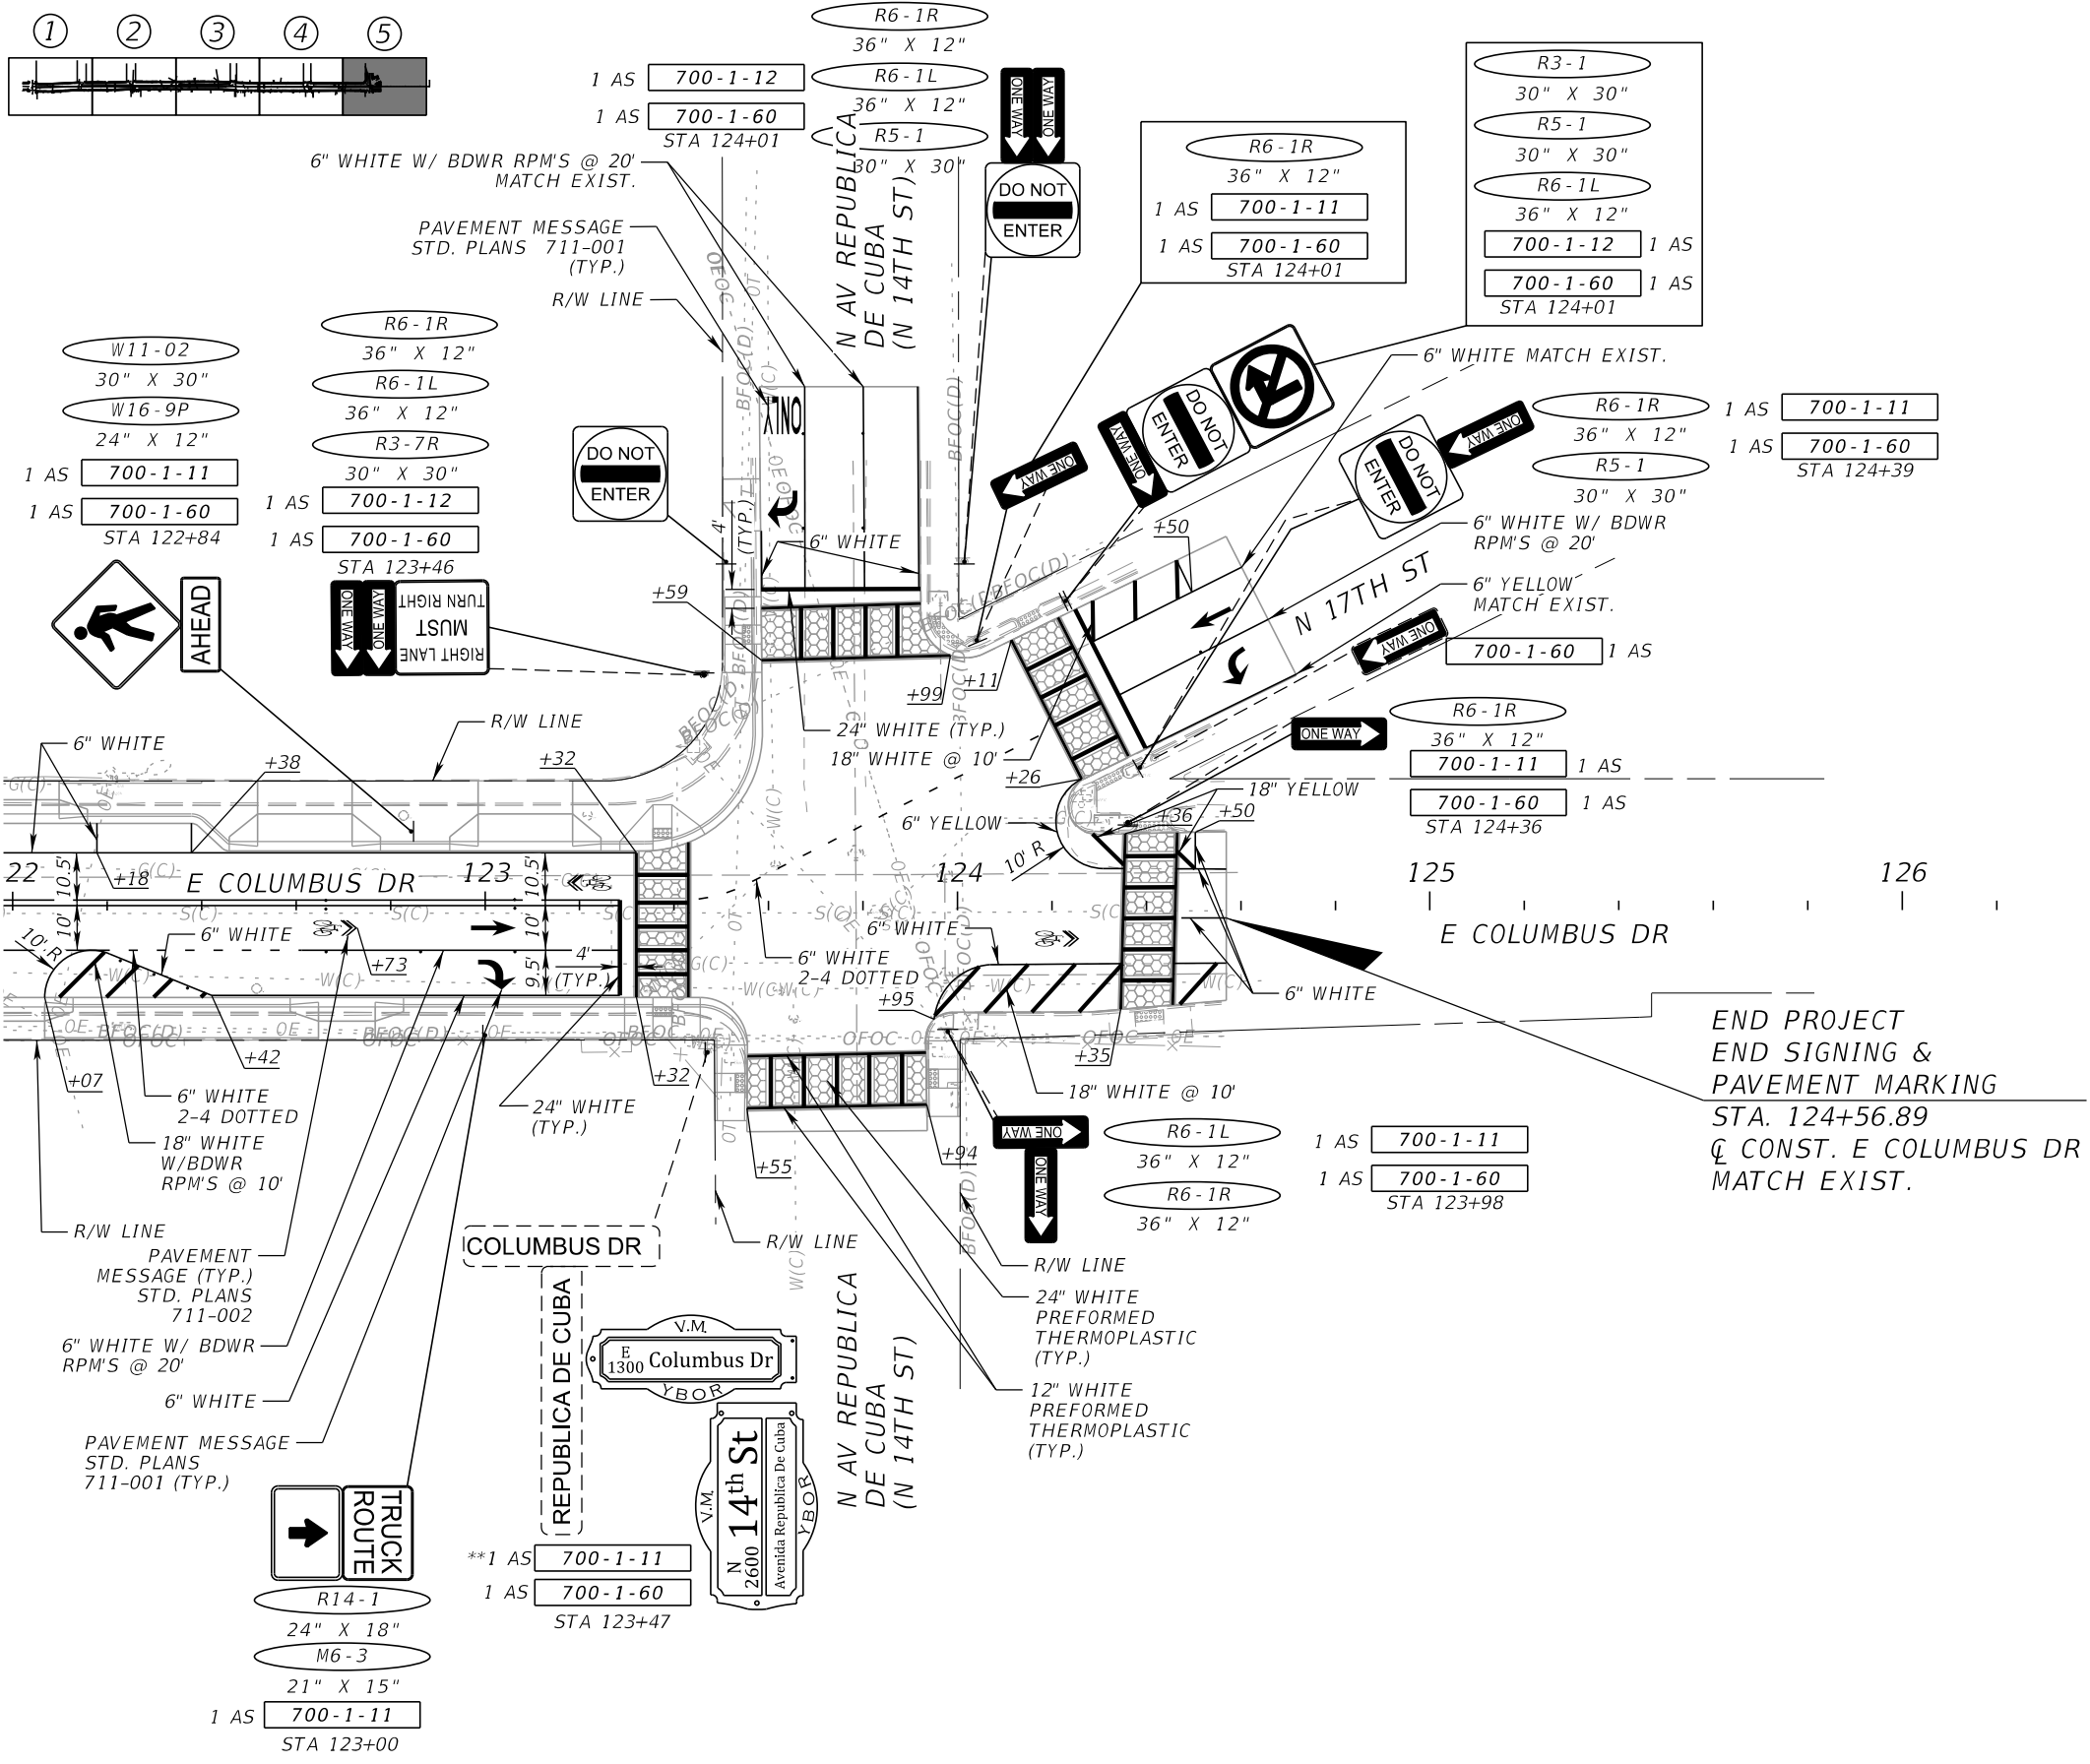 1 2 3 4 5
R6-1R
36" X 12"
1 AS 700-1-12
R6-1L
36" X 12"
1 AS 700-1-60
STA 124+01
R5-1
30" X 30"
N AV REPUBLICA
DE CUBA
(N 14TH ST)
ONE WAY
ONE WAY
DO NOT
ENTER
R6-1R
36" X 12"
1 AS 700-1-11
1 AS 700-1-60
STA 124+01
R3-1
30" X 30"
R5-1
30" X 30"
R6-1L
36" X 12"
700-1-12 1 AS
700-1-60 1 AS
STA 124+01
6" WHITE W/ BDWR RPM'S @ 20'
MATCH EXIST.
PAVEMENT MESSAGE
STD. PLANS 711-001
(TYP.)
R/W LINE
W11-02
30" X 30"
W16-9P
24" X 12"
1 AS 700-1-11
1 AS 700-1-60
STA 122+84
AHEAD
R6-1R
36" X 12"
R6-1L
36" X 12"
R3-7R
30" X 30"
1 AS 700-1-12
1 AS 700-1-60
STA 123+46
ONE WAY
ONE WAY
RIGHT LANE
MUST
TURN RIGHT
DO NOT
ENTER
ONLY
4'
(TYP.)
6" WHITE
BFOC(D)
BFOC(D)
BFOC(D)
OT
ONE WAY
ONE WAY
DO NOT
ENTER
6" WHITE MATCH EXIST.
DO NOT
ENTER
ONE WAY
R6-1R
36" X 12"
R5-1
30" X 30"
1 AS 700-1-11
1 AS 700-1-60
STA 124+39
+50
6" WHITE W/ BDWR
RPM'S @ 20'
N 17TH ST
6" YELLOW
MATCH EXIST.
ONE WAY
700-1-60 1 AS
+59
+99
+11
24" WHITE (TYP.)
18" WHITE @ 10'
+26
ONE WAY
R6-1R
36" X 12"
700-1-11 1 AS
700-1-60 1 AS
STA 124+36
R/W LINE
6" WHITE
+38
+32
18" YELLOW
6" YELLOW
10' R
+36
+50
22
10.5'
+18
E COLUMBUS DR
123
10.5'
124
125
126
10'
10'. R
6" WHITE
+73
10'
9.5'
4'
(TYP.)
6" WHITE
2-4 DOTTED
6" WHITE
+95
6" WHITE
E COLUMBUS DR
G(C)
S(C)
S(C)
S(C)
W(C)
W(C)
OE
BFOC(D)
OFOC
OE
OFOC
+07
+42
6" WHITE
2-4 DOTTED
18" WHITE
W/BDWR
RPM'S @ 10'
24" WHITE
(TYP.)
+32
+55
+94
+35
18" WHITE @ 10'
END PROJECT
END SIGNING &
PAVEMENT MARKING
STA. 124+56.89
℄ CONST. E COLUMBUS DR
MATCH EXIST.
ONE WAY
ONE WAY
R6-1L
36" X 12"
R6-1R
36" X 12"
1 AS 700-1-11
1 AS 700-1-60
STA 123+98
R/W LINE
PAVEMENT
MESSAGE (TYP.)
STD. PLANS
711-002
6" WHITE W/ BDWR
RPM'S @ 20'
6" WHITE
PAVEMENT MESSAGE
STD. PLANS
711-001 (TYP.)
COLUMBUS DR
REPUBLICA DE CUBA
R/W LINE
V.M.
E
1300 Columbus Dr
YBOR
V.M.
N
2600 14th St
Avenida Republica De Cuba
YBOR
N AV REPUBLICA
DE CUBA
(N 14TH ST)
R/W LINE
24" WHITE
PREFORMED
THERMOPLASTIC
(TYP.)
12" WHITE
PREFORMED
THERMOPLASTIC
(TYP.)
TRUCK
ROUTE
R14-1
24" X 18"
M6-3
21" X 15"
1 AS 700-1-11
STA 123+00
**1 AS 700-1-11
1 AS 700-1-60
STA 123+47